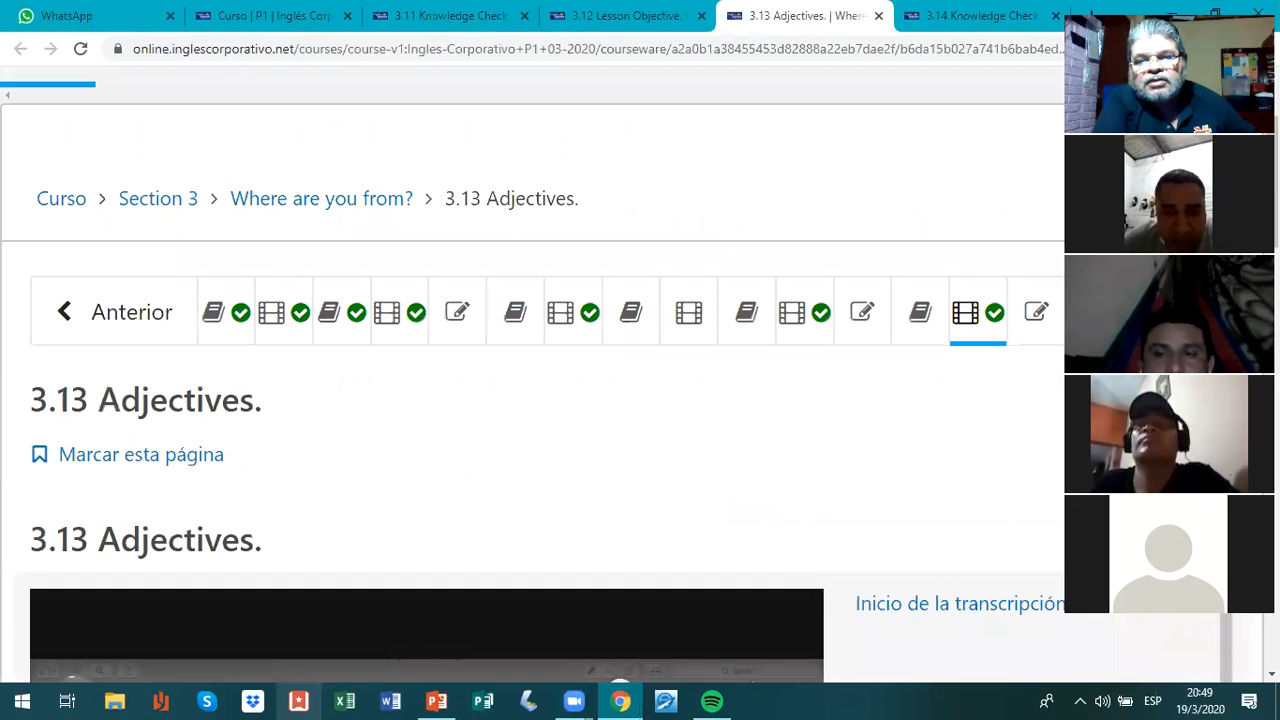 WhatsApp
Curso | P1 | Inglés Corp
3.11 Knowledge Check
3.12 Lesson Objective.
3.13 Adjectives. | Wher
3.14 Knowledge Check
online.inglescorporativo.net/courses/course-v1:Ingles-Corporativo+P1+03-2020/courseware/a2a0b1a38455453d82888a22eb7dae2f/b6da15b027a741b6bab4ed...
Curso > Section 3 > Where are you from? > 3.13 Adjectives.
Anterior
3.13 Adjectives.
Marcar esta página
3.13 Adjectives.
Inicio de la transcripción
ESP
20:49
19/3/2020